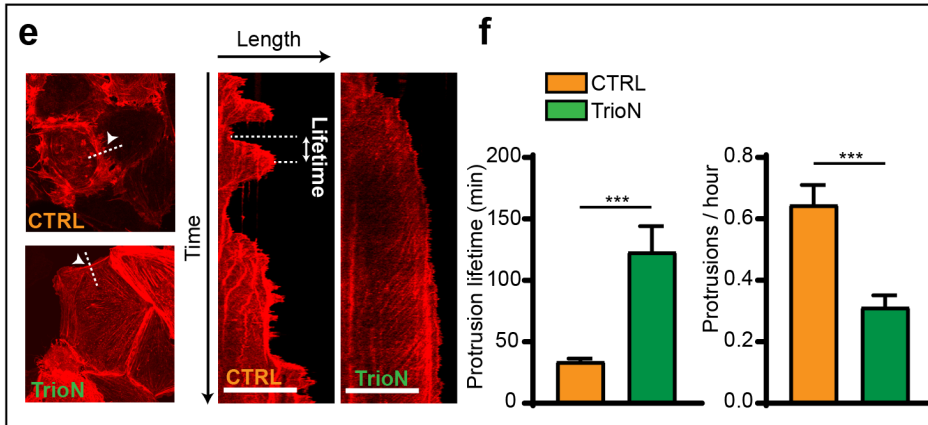 e
Length
CTRL
TrioN
Time
Lifetime
CTRL
TrioN
f
CTRL
TrioN
Protrusion lifetime (min)
200
150
100
50
0
***
Protrusions / hour
0.8
0.6
0.4
0.2
0.0
***